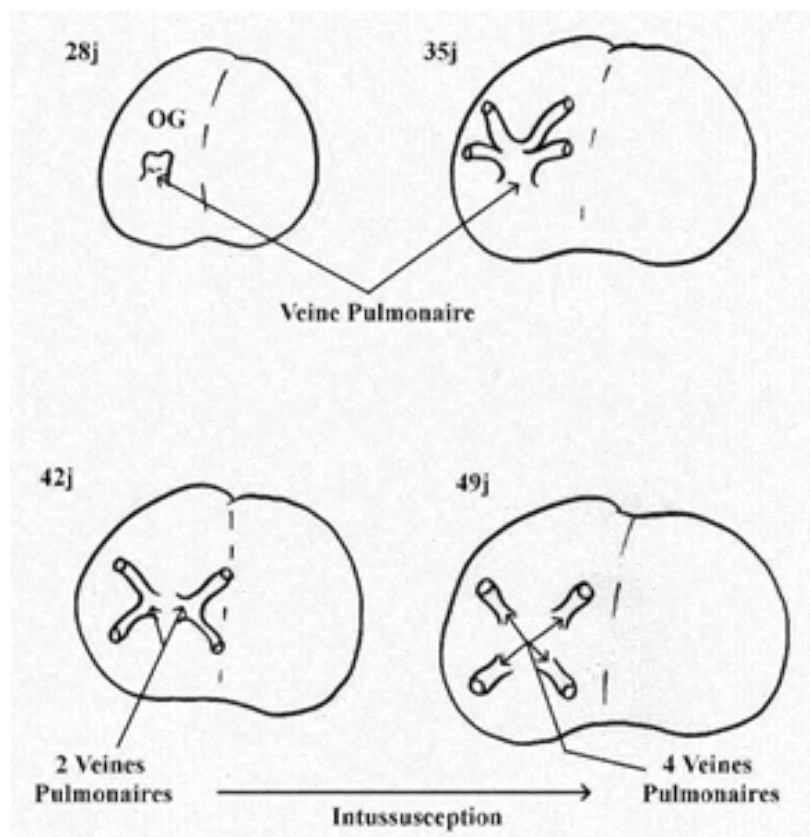 28j
35j
OG
Veine Pulmonaire
42j
49j
2 Veines
Pulmonaires
4 Veines
Pulmonaires
Intussusception